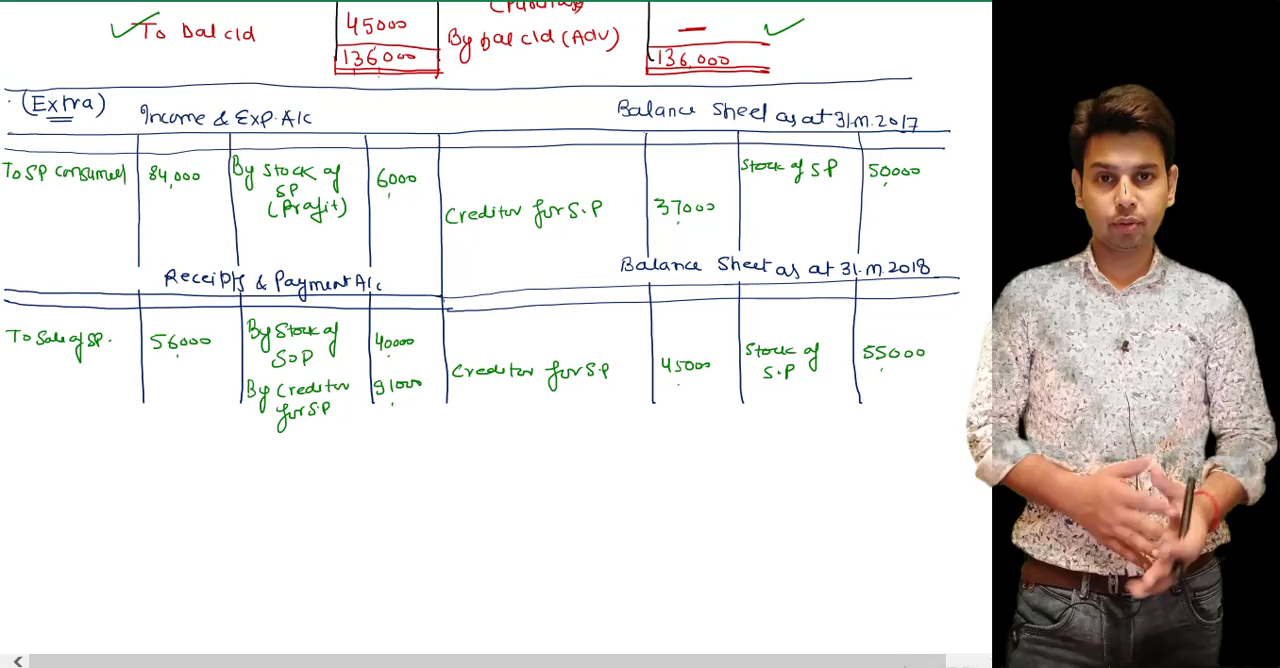 To bal c/d 45000 By bal c/d (Adv) —
136000 136,000
(Extra) Income & Exp. A/c Balance Sheet as at 31.m.2017
To SP consumed 84,000 By Stock of SP (Profit) 6000 Stock of SP 50000
Creditor for S.P 37000
Receipts & Payment A/c Balance Sheet as at 31.m.2018
To Sale of SP. 56000 By Stock of SOP 40000 Creditor for S.P 45000 Stock of S.P 55000
By Creditor for S.P 91000